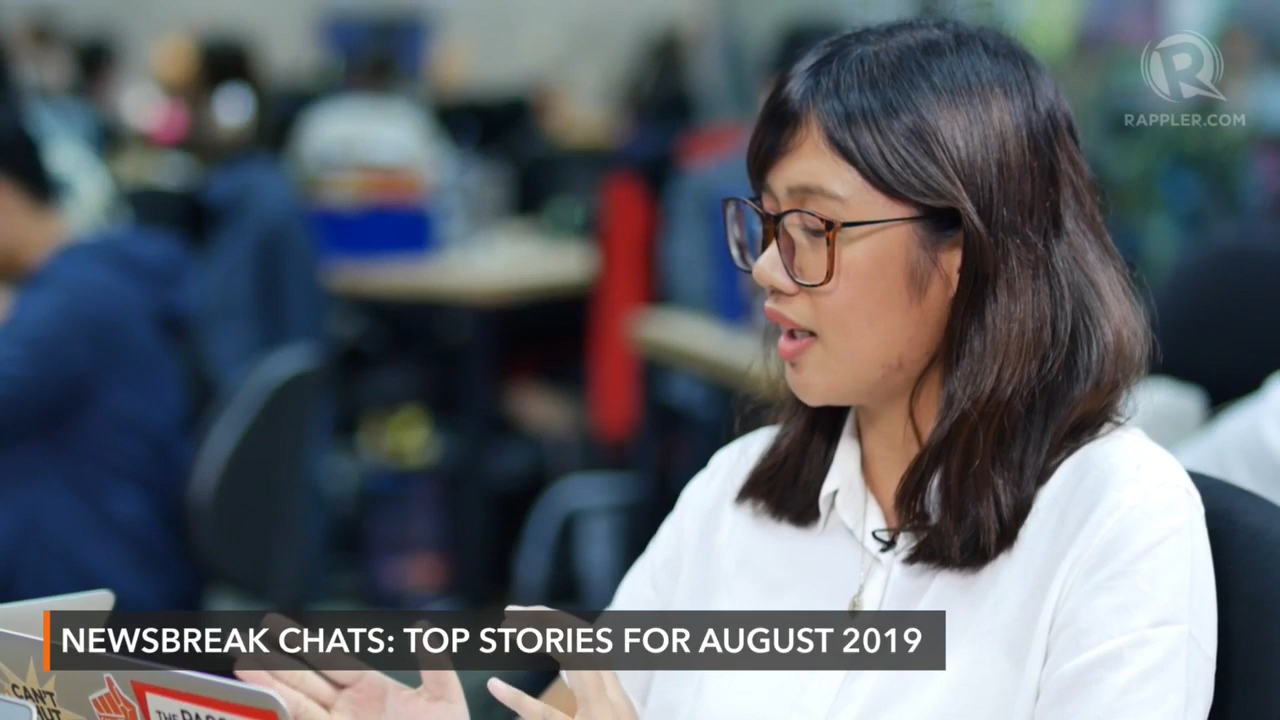 RAPPLER.COM
NEWSBREAK CHATS: TOP STORIES FOR AUGUST 2019
CAN'T
THE